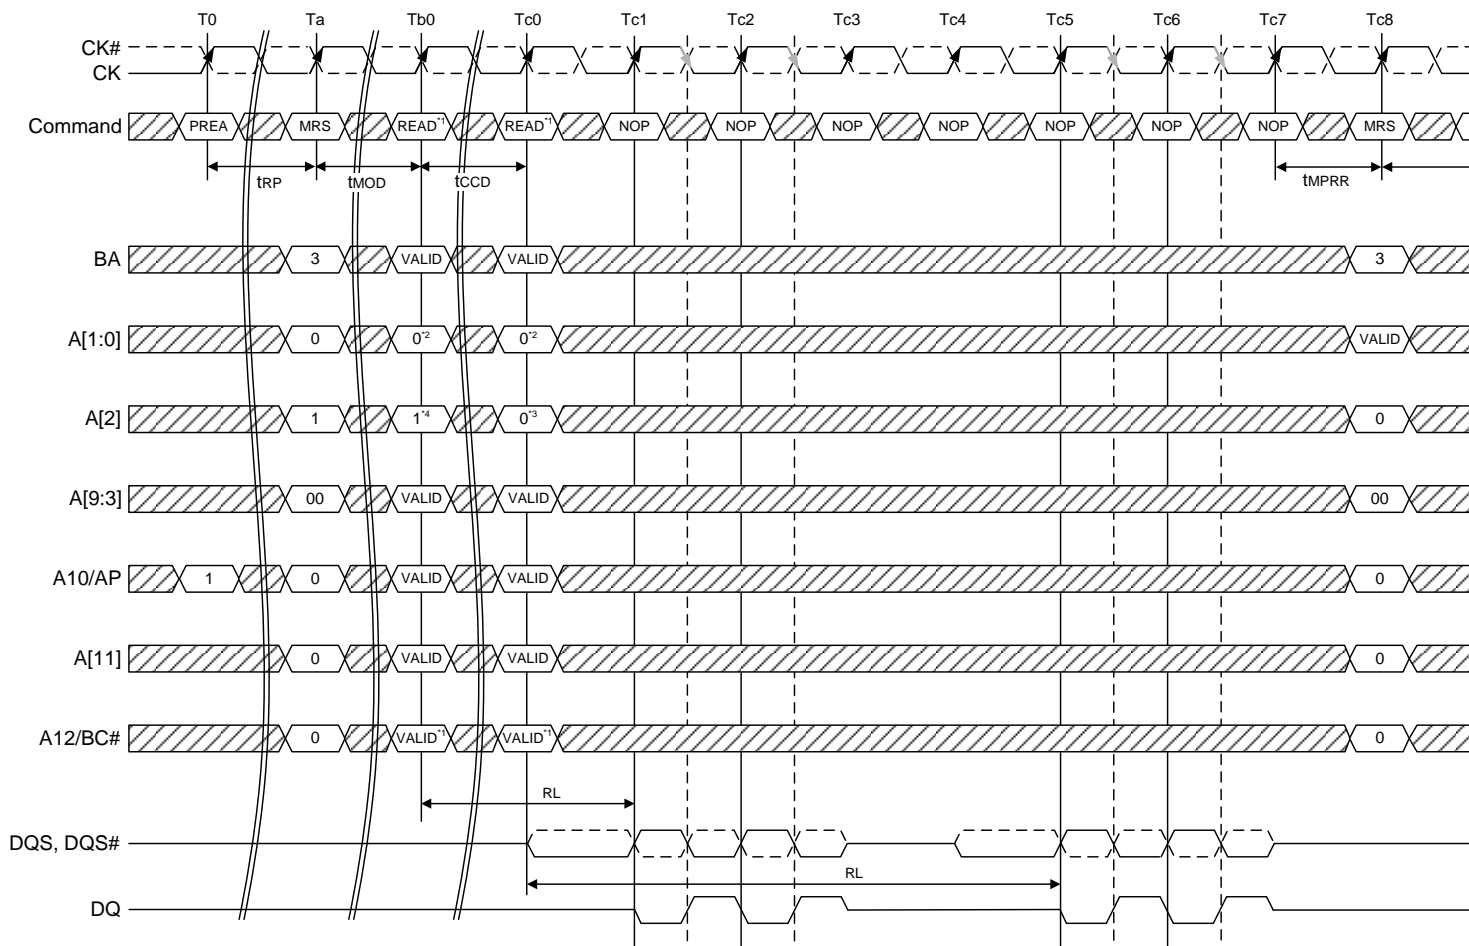 T0 Ta Tb0 Tc0 Tc1 Tc2 Tc3 Tc4 Tc5 Tc6 Tc7 Tc8
CK#
CK
Command PREA MRS READ*1 READ*1 NOP NOP NOP NOP NOP NOP NOP MRS
tRP tMOD tCCD tMPRR
BA 3 VALID VALID 3
A[1:0] 0 0*2 0*2 VALID
A[2] 1 1*4 0*3 0
A[9:3] 00 VALID VALID 00
A10/AP 1 0 VALID VALID 0
A[11] 0 VALID VALID 0
A12/BC# 0 VALID*1 VALID*1 0
RL
DQS, DQS#
RL
DQ